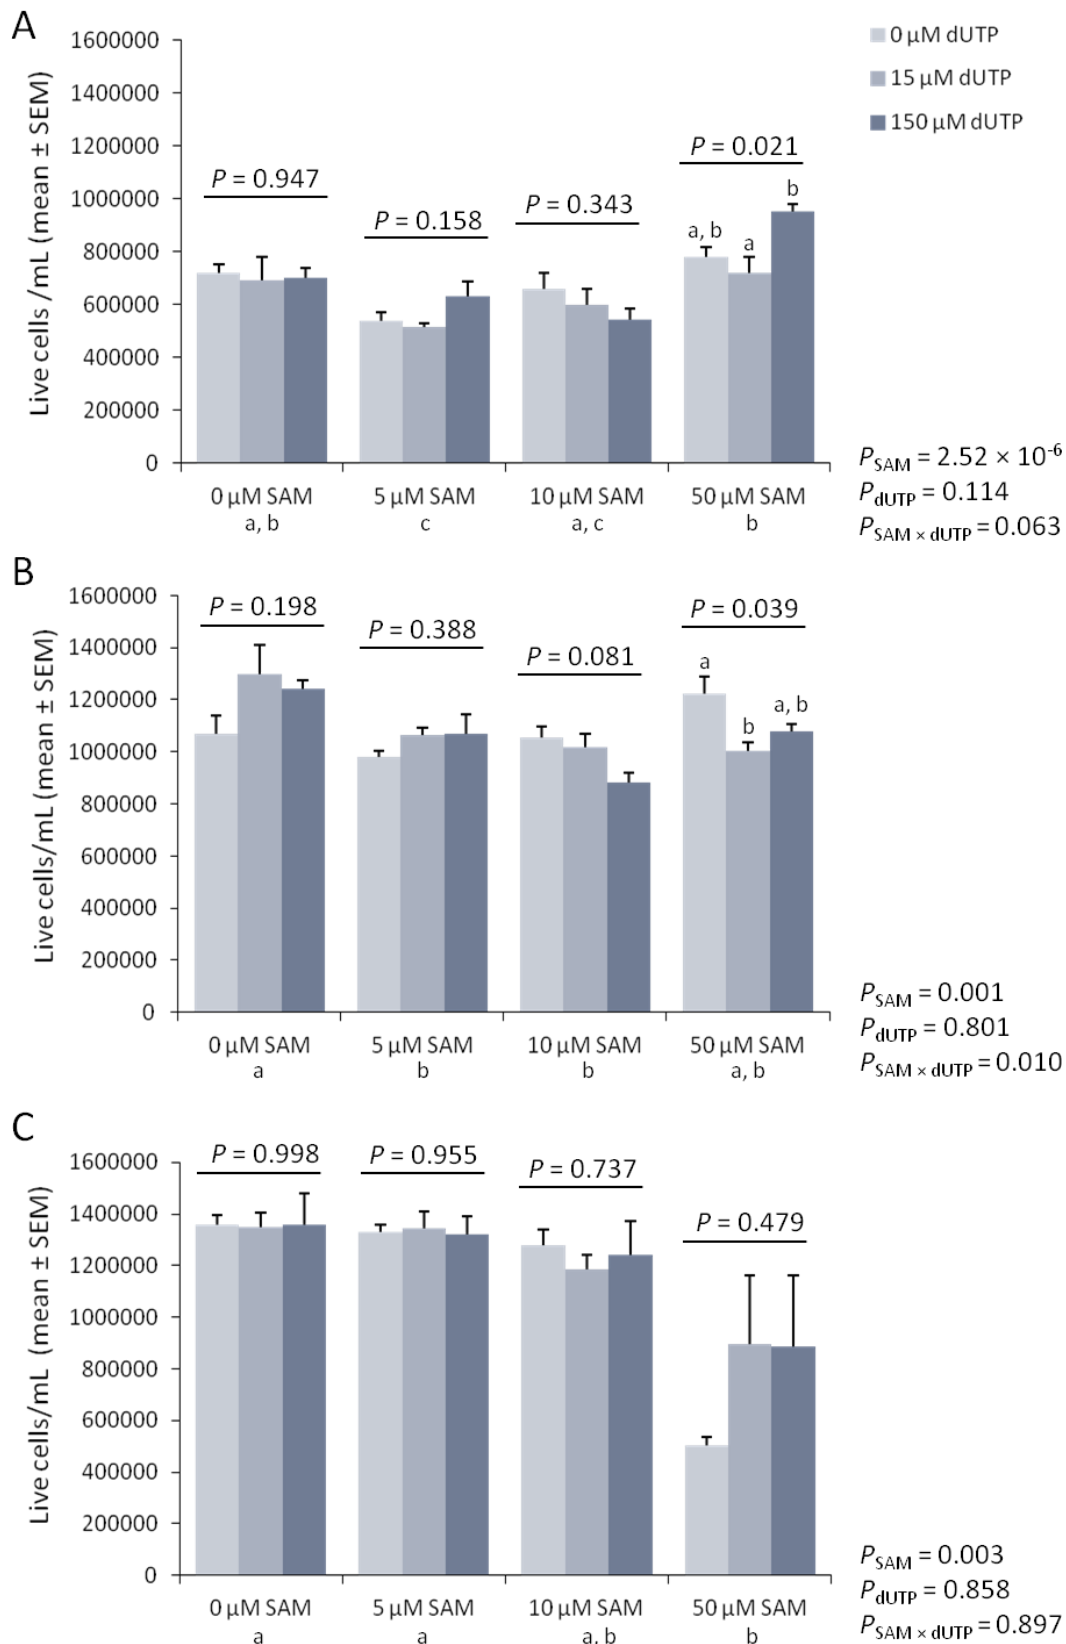 A
1600000
1400000
1200000
1000000
800000
600000
400000
200000
0
Live cells /mL (mean ± SEM)
0 µM dUTP
15 µM dUTP
150 µM dUTP
P = 0.947
P = 0.158
P = 0.343
P = 0.021
a, b
a
b
0 µM SAM
a, b
5 µM SAM
c
10 µM SAM
a, c
50 µM SAM
b
PSAM = 2.52 × 10-6
PdUTP = 0.114
PSAM × dUTP = 0.063
B
1600000
1400000
1200000
1000000
800000
600000
400000
200000
0
Live cells/mL (mean ± SEM)
P = 0.198
P = 0.388
P = 0.081
P = 0.039
a
b
a, b
0 µM SAM
a
5 µM SAM
b
10 µM SAM
b
50 µM SAM
a, b
PSAM = 0.001
PdUTP = 0.801
PSAM × dUTP = 0.010
C
1600000
1400000
1200000
1000000
800000
600000
400000
200000
0
Live cells/mL (mean ± SEM)
P = 0.998
P = 0.955
P = 0.737
P = 0.479
0 µM SAM
a
5 µM SAM
a
10 µM SAM
a, b
50 µM SAM
b
PSAM = 0.003
PdUTP = 0.858
PSAM × dUTP = 0.897